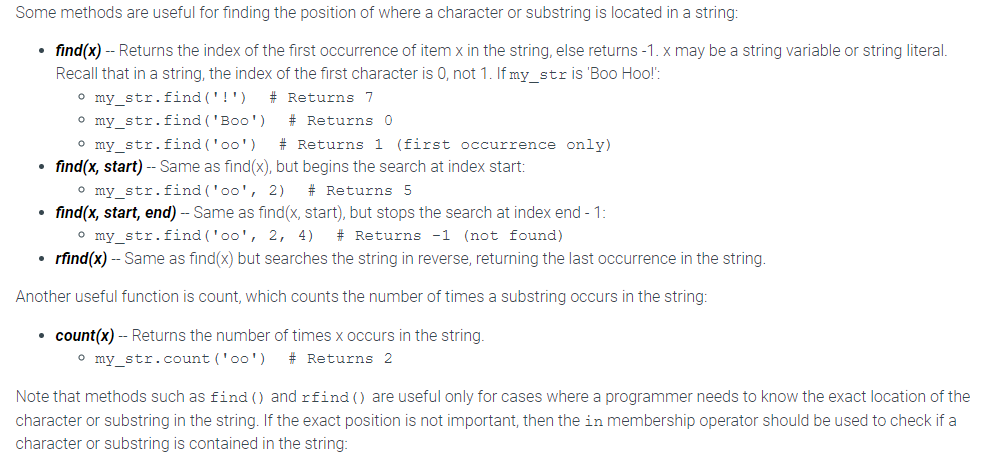 Some methods are useful for finding the position of where a character or substring is located in a string:
• find(x) -- Returns the index of the first occurrence of item x in the string, else returns -1. x may be a string variable or string literal.
Recall that in a string, the index of the first character is 0, not 1. If my_str is 'Boo Hoo!':
○ my_str.find('!')  # Returns 7
○ my_str.find('Boo')  # Returns 0
○ my_str.find('oo')  # Returns 1 (first occurrence only)
• find(x, start) -- Same as find(x), but begins the search at index start:
○ my_str.find('oo', 2)  # Returns 5
• find(x, start, end) -- Same as find(x, start), but stops the search at index end - 1:
○ my_str.find('oo', 2, 4)  # Returns -1 (not found)
• rfind(x) -- Same as find(x) but searches the string in reverse, returning the last occurrence in the string.
Another useful function is count, which counts the number of times a substring occurs in the string:
• count(x) -- Returns the number of times x occurs in the string.
○ my_str.count('oo')  # Returns 2
Note that methods such as find() and rfind() are useful only for cases where a programmer needs to know the exact location of the
character or substring in the string. If the exact position is not important, then the in membership operator should be used to check if a
character or substring is contained in the string: